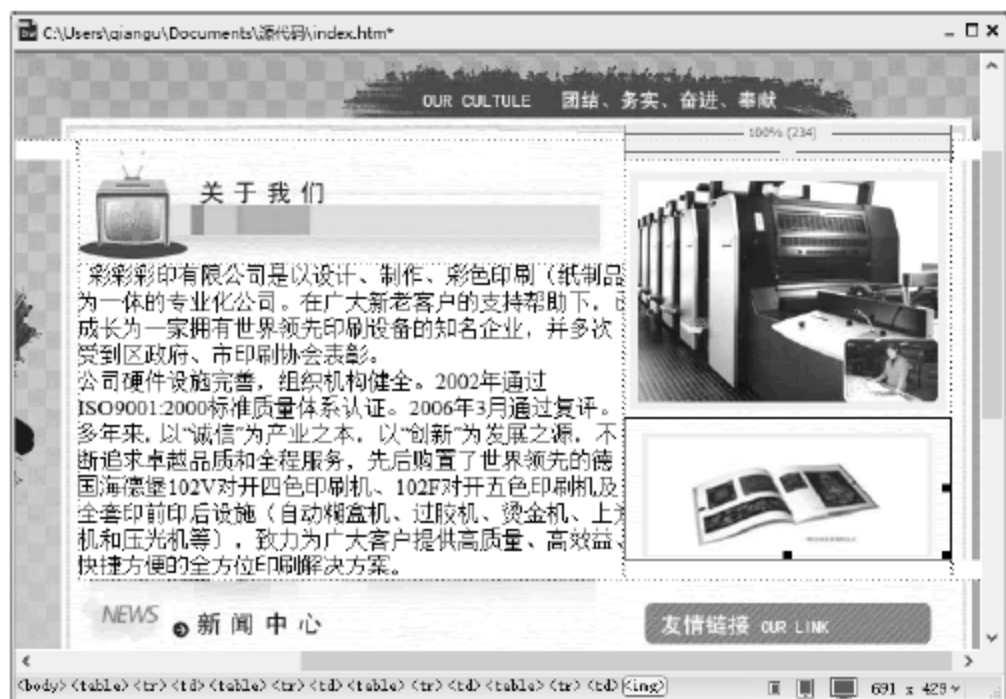 C:\Users\qiangu\Documents\源代码\index.htm*
OUR CULTULE 团结、务实、奋进、奉献
100% (234)
关于我们
彩彩彩印有限公司是以设计、制作、彩色印刷（纸制品
为一体的专业化公司。在广大新老客户的支持帮助下，已
成长为一家拥有世界领先印刷设备的知名企业，并多次
受到区政府、市印刷协会表彰。
公司硬件设施完善，组织机构健全。2002年通过
ISO9001:2000标准质量体系认证。2006年3月通过复评。
多年来，以“诚信”为产业之本，以“创新”为发展之源，不
断追求卓越品质和全程服务，先后购置了世界领先的德
国海德堡102V对开四色印刷机、102F对开五色印刷机及
全套印前印后设施（自动糊盒机、过胶机、烫金机、上光
机和压光机等），致力为广大客户提供高质量、高效益、
快捷方便的全方位印刷解决方案。
NEWS 新闻中心
友情链接 OUR LINK
<body> <table> <tr> <td> <table> <tr> <td> <table> <tr> <td> <table> <tr> <td> <img>
691 x 429